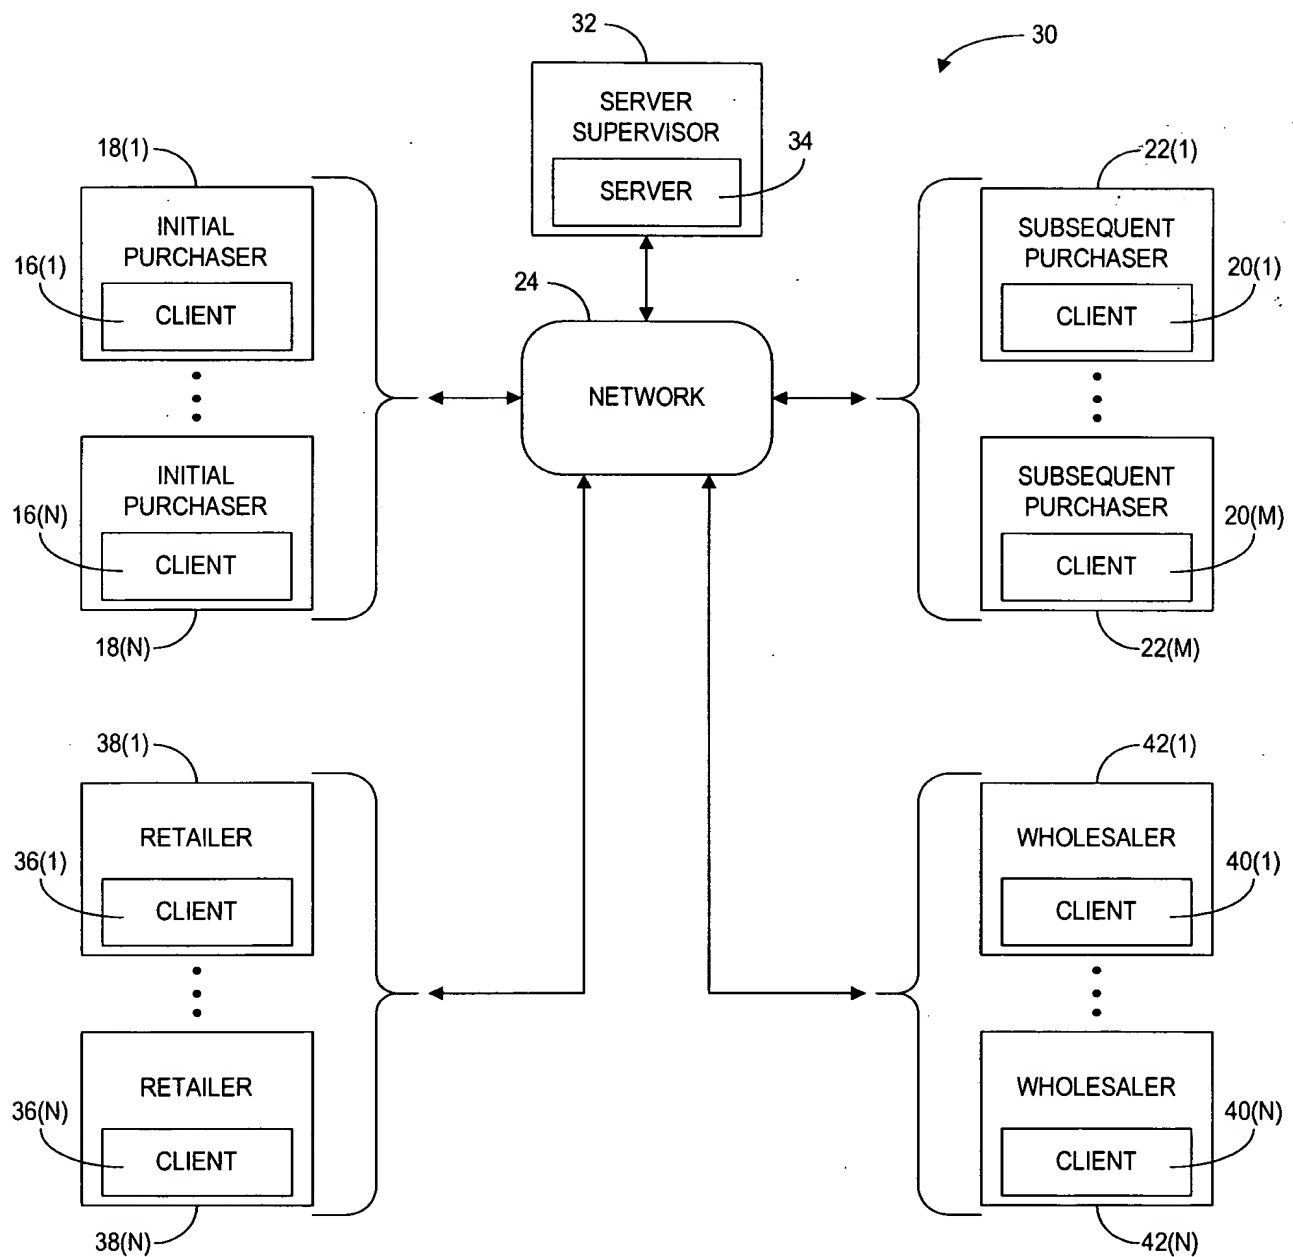 32
30
SERVER
SUPERVISOR
34
SERVER
18(1)
INITIAL
PURCHASER
16(1)
CLIENT
22(1)
SUBSEQUENT
PURCHASER
20(1)
CLIENT
24
NETWORK
INITIAL
PURCHASER
16(N)
CLIENT
18(N)
SUBSEQUENT
PURCHASER
20(M)
CLIENT
22(M)
38(1)
RETAILER
36(1)
CLIENT
42(1)
WHOLESALER
40(1)
CLIENT
RETAILER
36(N)
CLIENT
38(N)
WHOLESALER
40(N)
CLIENT
42(N)